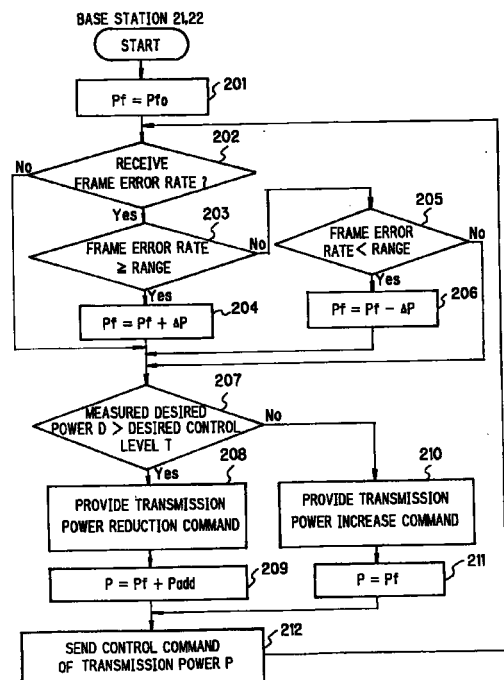 BASE STATION 21,22
START
201
Pf = Pfo
202
No
RECEIVE
FRAME ERROR RATE ?
Yes
203
FRAME ERROR RATE
≥ RANGE
No
205
FRAME ERROR
RATE < RANGE
No
Yes
204
Pf = Pf + ΔP
Yes
206
Pf = Pf - ΔP
207
MEASURED DESIRED
POWER D > DESIRED CONTROL
LEVEL T
No
Yes
208
PROVIDE TRANSMISSION
POWER REDUCTION COMMAND
210
PROVIDE TRANSMISSION
POWER INCREASE COMMAND
P = Pf + Padd
209
P = Pf
211
212
SEND CONTROL COMMAND
OF TRANSMISSION POWER P